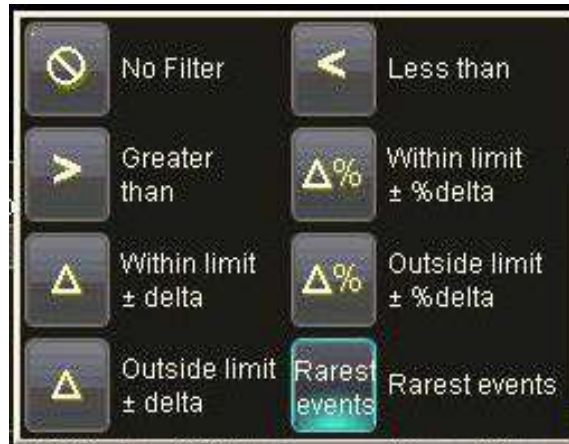 No Filter
< Less than
> Greater
than
Δ% Within limit
± %delta
Δ Within limit
± delta
Δ% Outside limit
± %delta
Δ Outside limit
± delta
Rarest
events
Rarest events